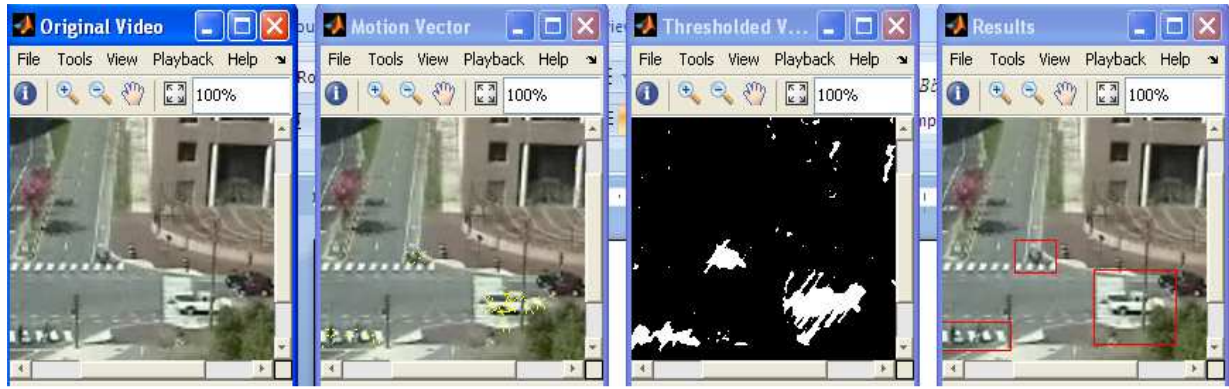 Original Video
File Tools View Playback Help
100%
Motion Vector
File Tools View Playback Help
100%
Thresholded V...
File Tools View Playback Help
100%
Results
File Tools View Playback Help
100%